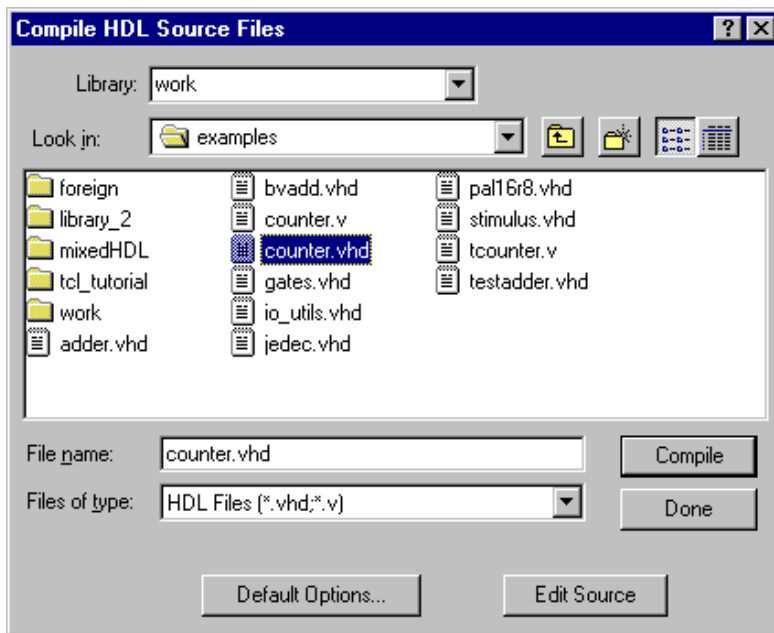 Compile HDL Source Files
Library: work
Look in: examples
foreign bvadd.vhd pal16r8.vhd
library_2 counter.v stimulus.vhd
mixedHDL counter.vhd tcounter.v
tcl_tutorial gates.vhd testadder.vhd
work io_utils.vhd
adder.vhd jedec.vhd
File name: counter.vhd Compile
Files of type: HDL Files (*.vhd;*.v) Done
Default Options... Edit Source